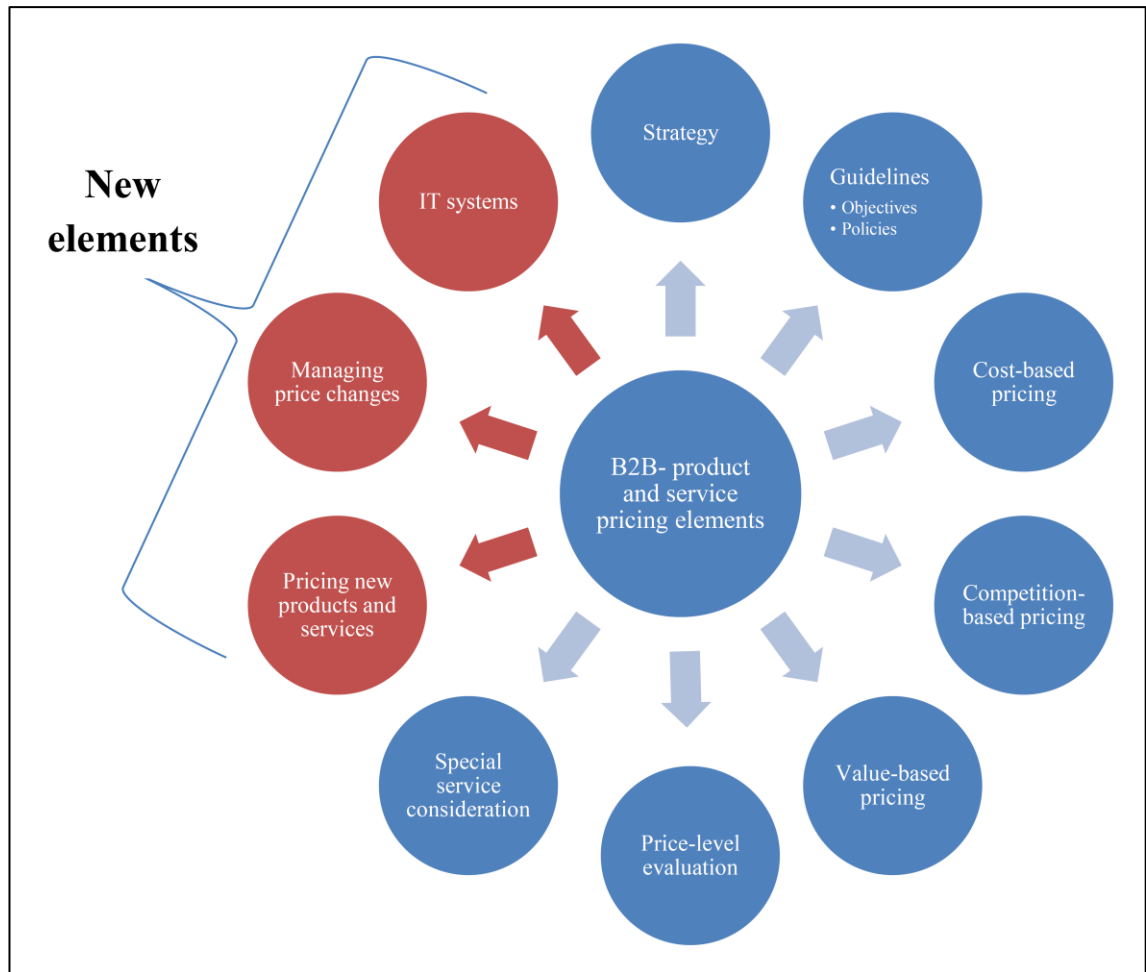 New
elements
Strategy
Guidelines
• Objectives
• Policies
Cost-based
pricing
Competition-
based pricing
Value-based
pricing
Price-level
evaluation
Special
service
consideration
Pricing new
products and
services
Managing
price changes
IT systems
B2B- product
and service
pricing elements